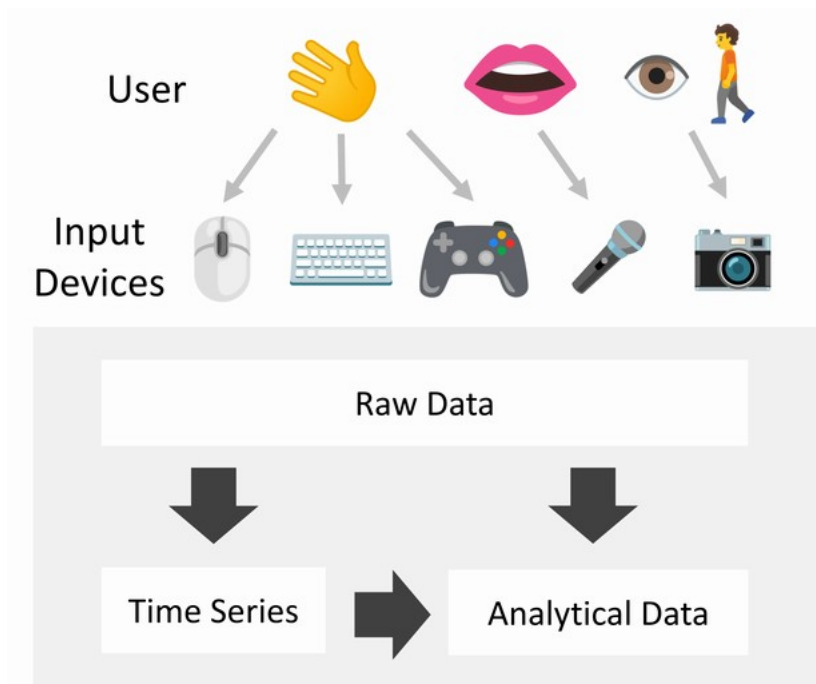 User
Input
Devices
Raw Data
Time Series
Analytical Data